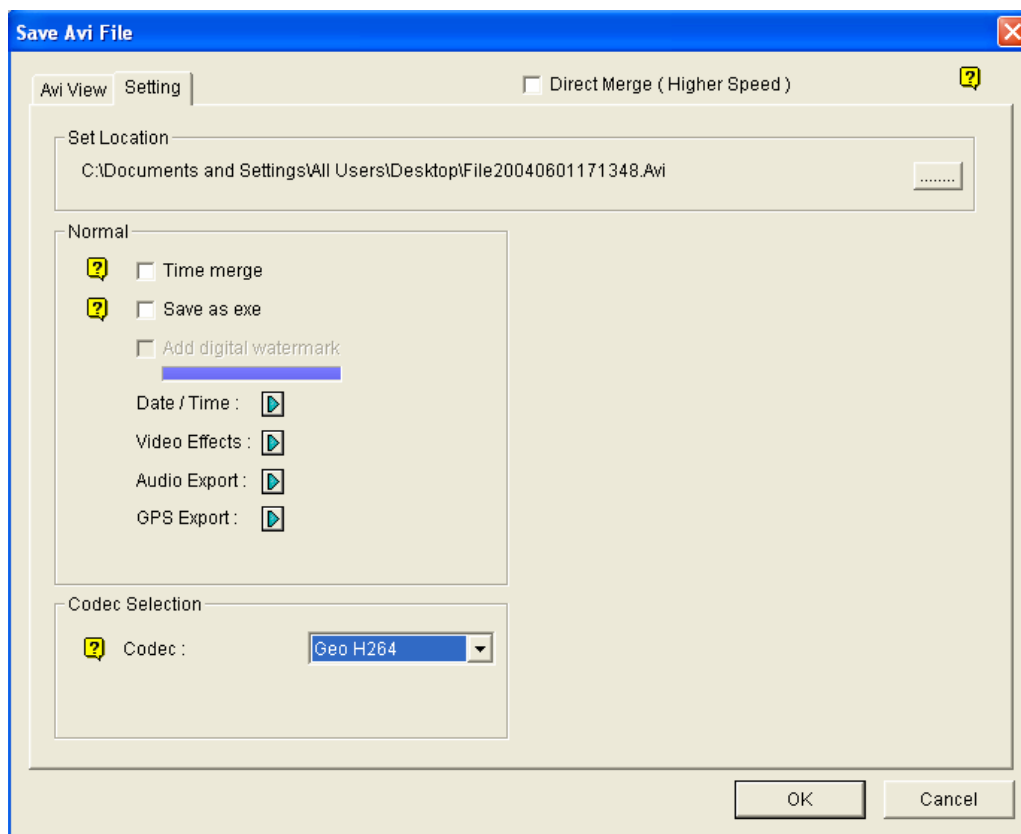 Save Avi File
Avi View
Setting
Direct Merge ( Higher Speed )
Set Location
C:\Documents and Settings\All Users\Desktop\File20040601171348.Avi
........
Normal
Time merge
Save as exe
Add digital watermark
Date / Time :
Video Effects :
Audio Export :
GPS Export :
Codec Selection
Codec :
Geo H264
OK
Cancel